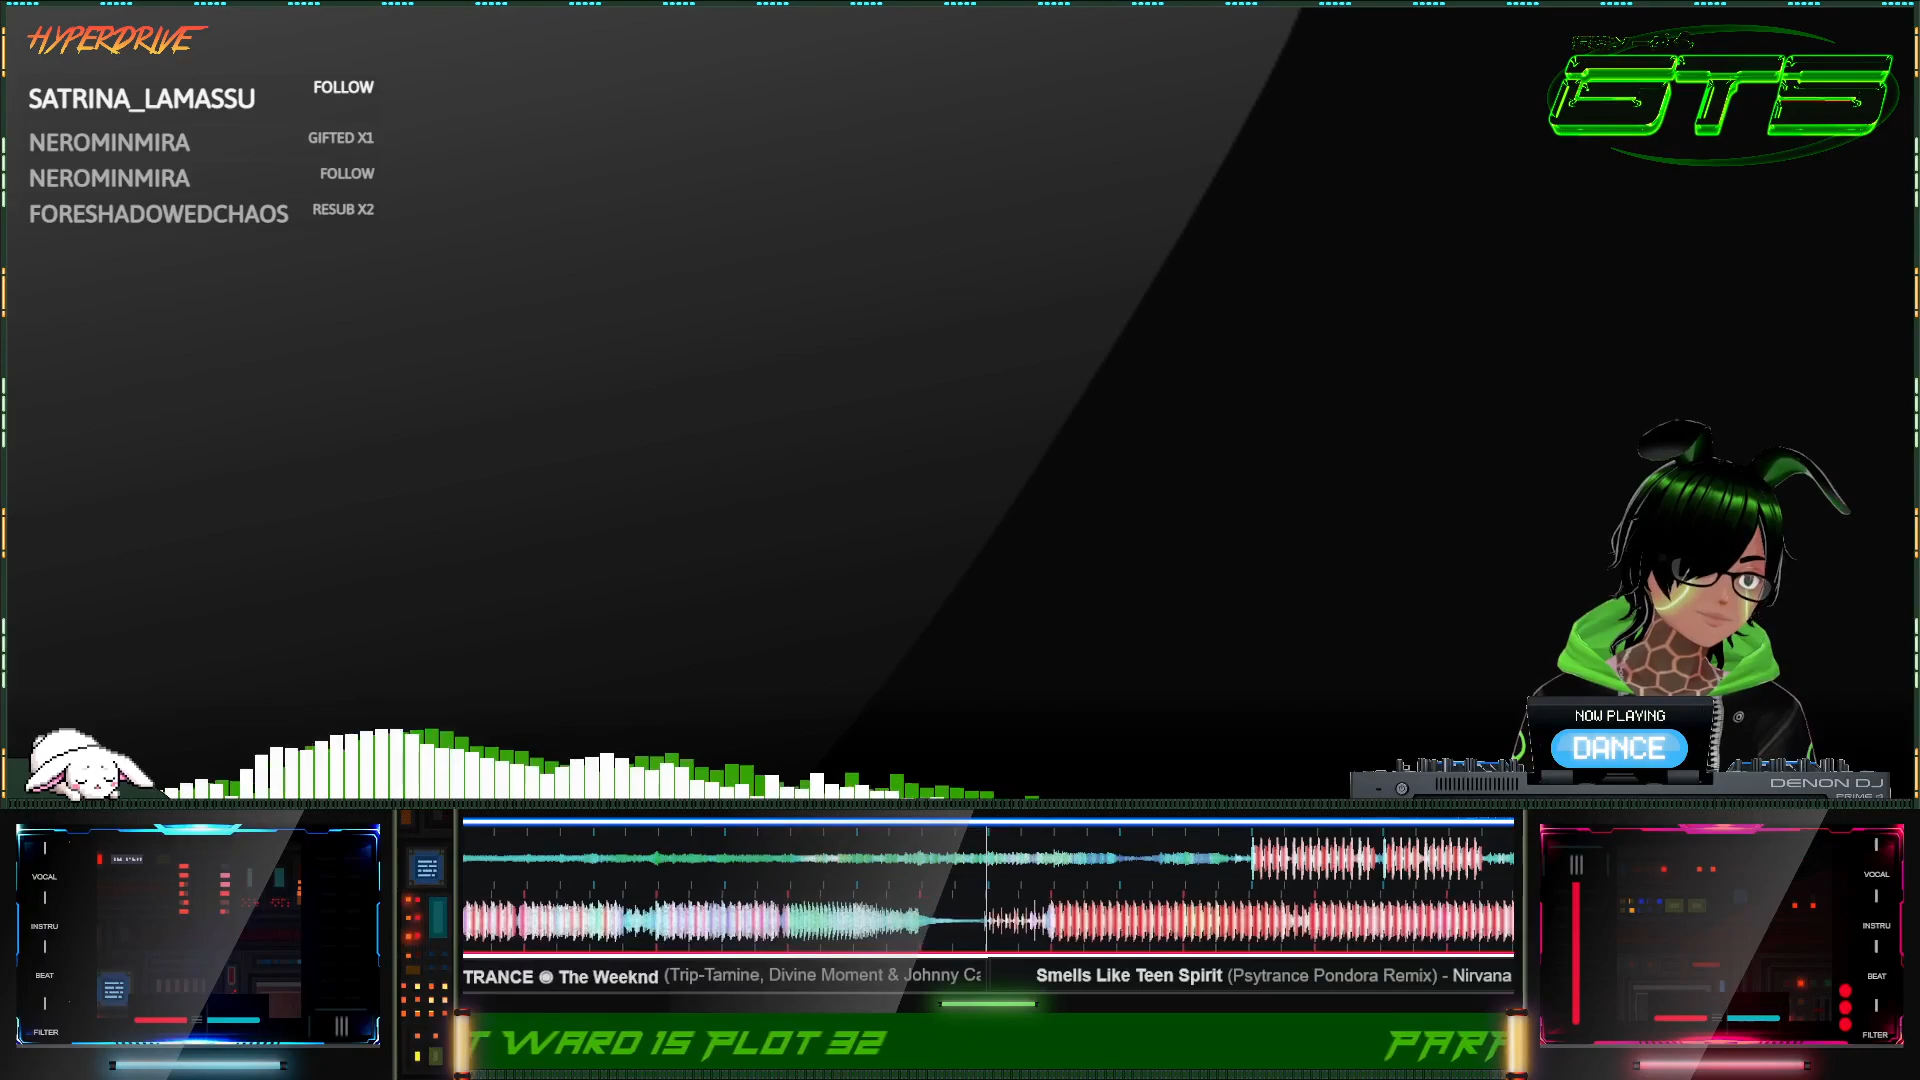 HYPERDRIVE
SATRINA_LAMASSU FOLLOW
NEROMINMIRA GIFTED X1
NEROMINMIRA FOLLOW
FORESHADOWEDCHAOS RESUB X2
GTS
NOW PLAYING
DANCE
DENON DJ
PRIME 4
VOCAL
INSTRU
BEAT
FILTER
TRANCE ◉ The Weeknd (Trip-Tamine, Divine Moment & Johnny Ca
Smells Like Teen Spirit (Psytrance Pondora Remix) - Nirvana
T WARD IS PLOT 32
PART
VOCAL
INSTRU
BEAT
FILTER